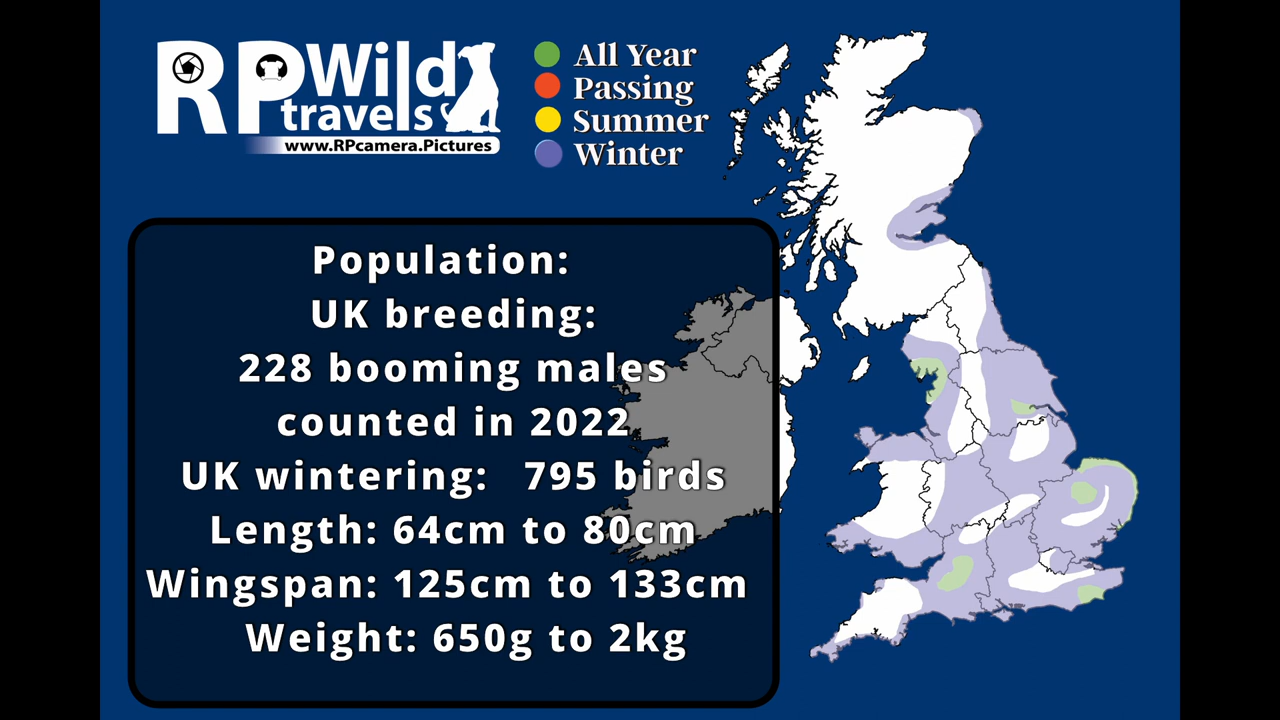 RP Wild
travels
www.RPcamera.Pictures
All Year
Passing
Summer
Winter
Population:
UK breeding:
228 booming males
counted in 2022
UK wintering: 795 birds
Length: 64cm to 80cm
Wingspan: 125cm to 133cm
Weight: 650g to 2kg